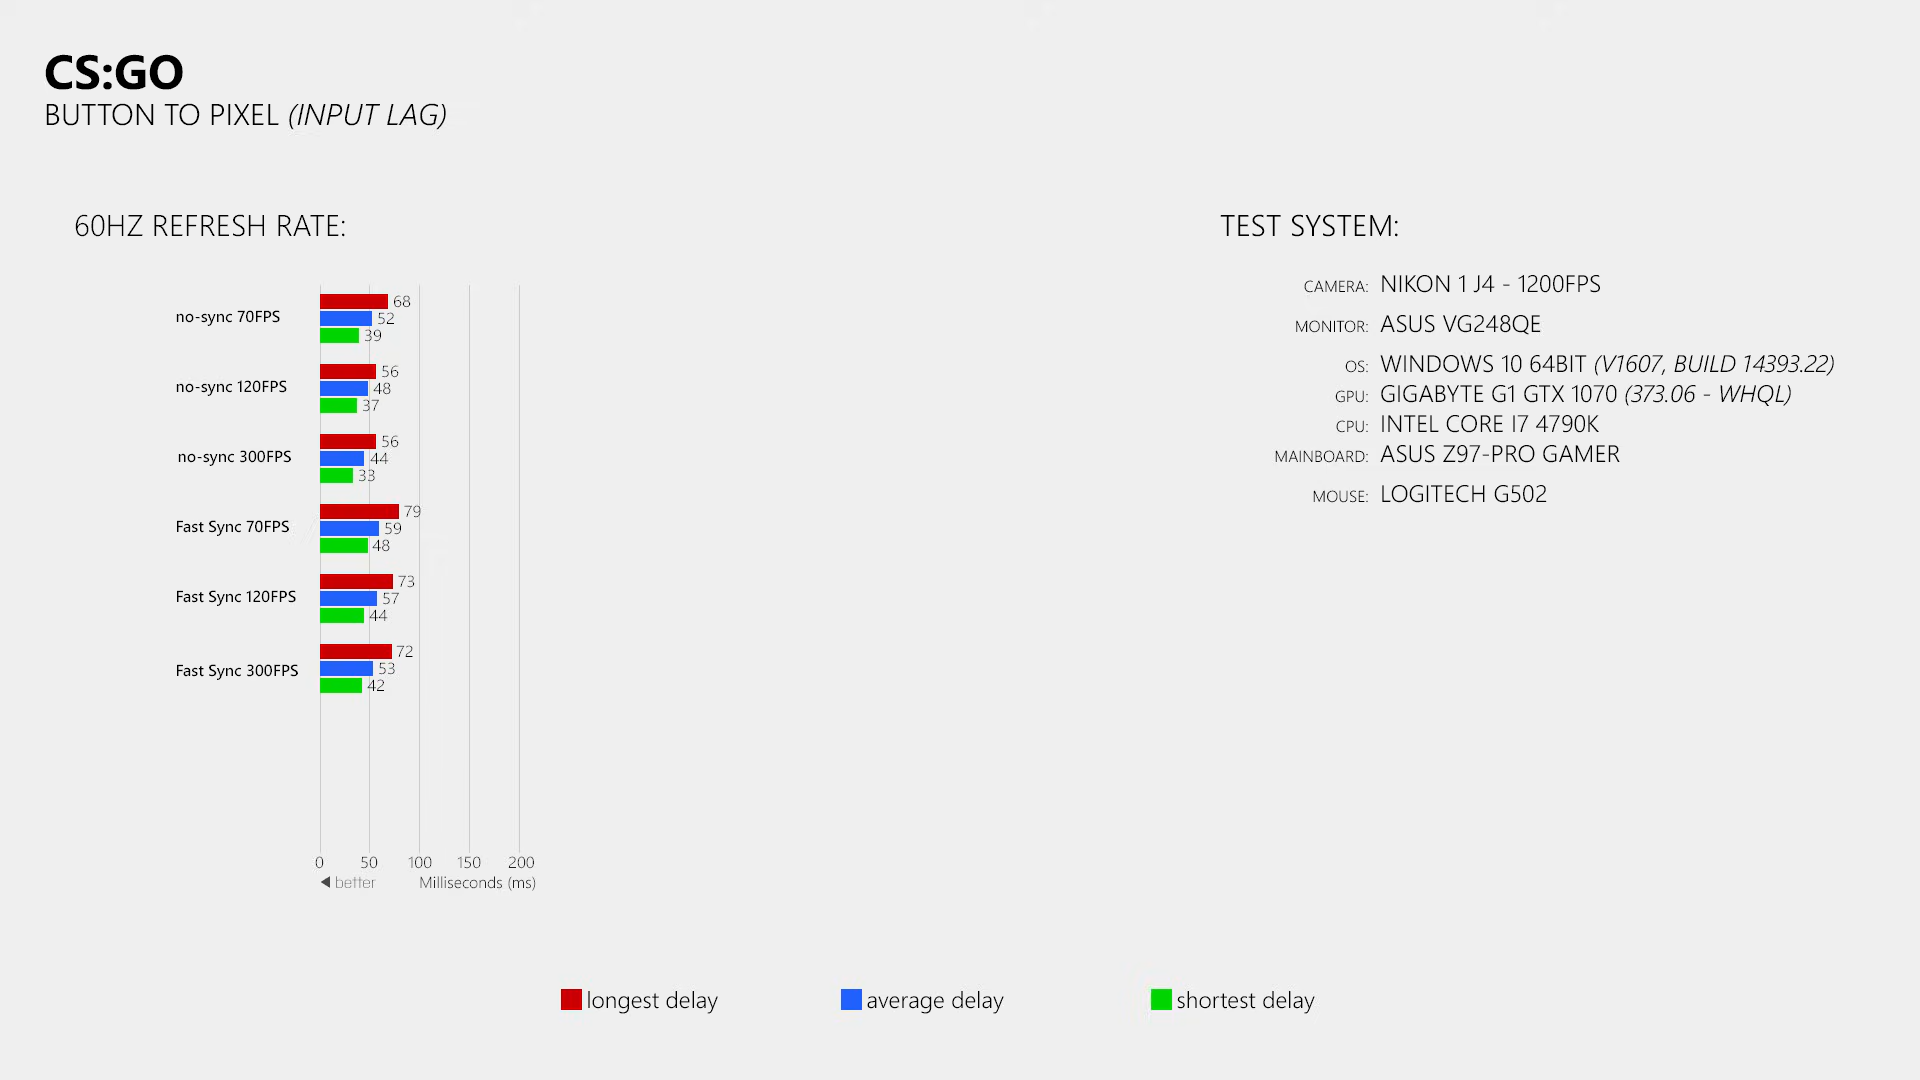 CS:GO
BUTTON TO PIXEL (INPUT LAG)
60HZ REFRESH RATE:
no-sync 70FPS
68
52
39
no-sync 120FPS
56
48
37
no-sync 300FPS
56
44
33
Fast Sync 70FPS
79
59
48
Fast Sync 120FPS
73
57
44
Fast Sync 300FPS
72
53
42
0 50 100 150 200
◀ better Milliseconds (ms)
TEST SYSTEM:
CAMERA: NIKON 1 J4 - 1200FPS
MONITOR: ASUS VG248QE
OS: WINDOWS 10 64BIT (V1607, BUILD 14393.22)
GPU: GIGABYTE G1 GTX 1070 (373.06 - WHQL)
CPU: INTEL CORE I7 4790K
MAINBOARD: ASUS Z97-PRO GAMER
MOUSE: LOGITECH G502
longest delay average delay shortest delay